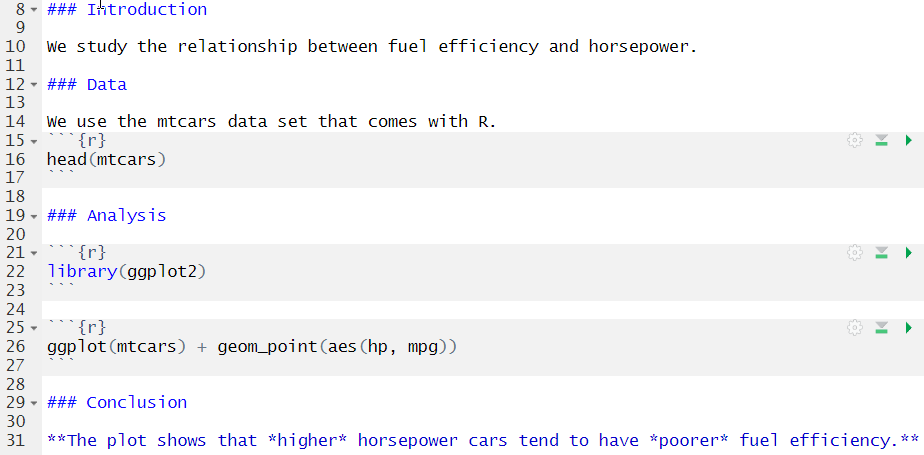 8 ### Introduction
9
10 We study the relationship between fuel efficiency and horsepower.
11
12 ### Data
13
14 We use the mtcars data set that comes with R.
15 ```{r}
16 head(mtcars)
17 ```
18
19 ### Analysis
20
21 ```{r}
22 library(ggplot2)
23 ```
24
25 ```{r}
26 ggplot(mtcars) + geom_point(aes(hp, mpg))
27 ```
28
29 ### Conclusion
30
31 **The plot shows that *higher* horsepower cars tend to have *poorer* fuel efficiency.**